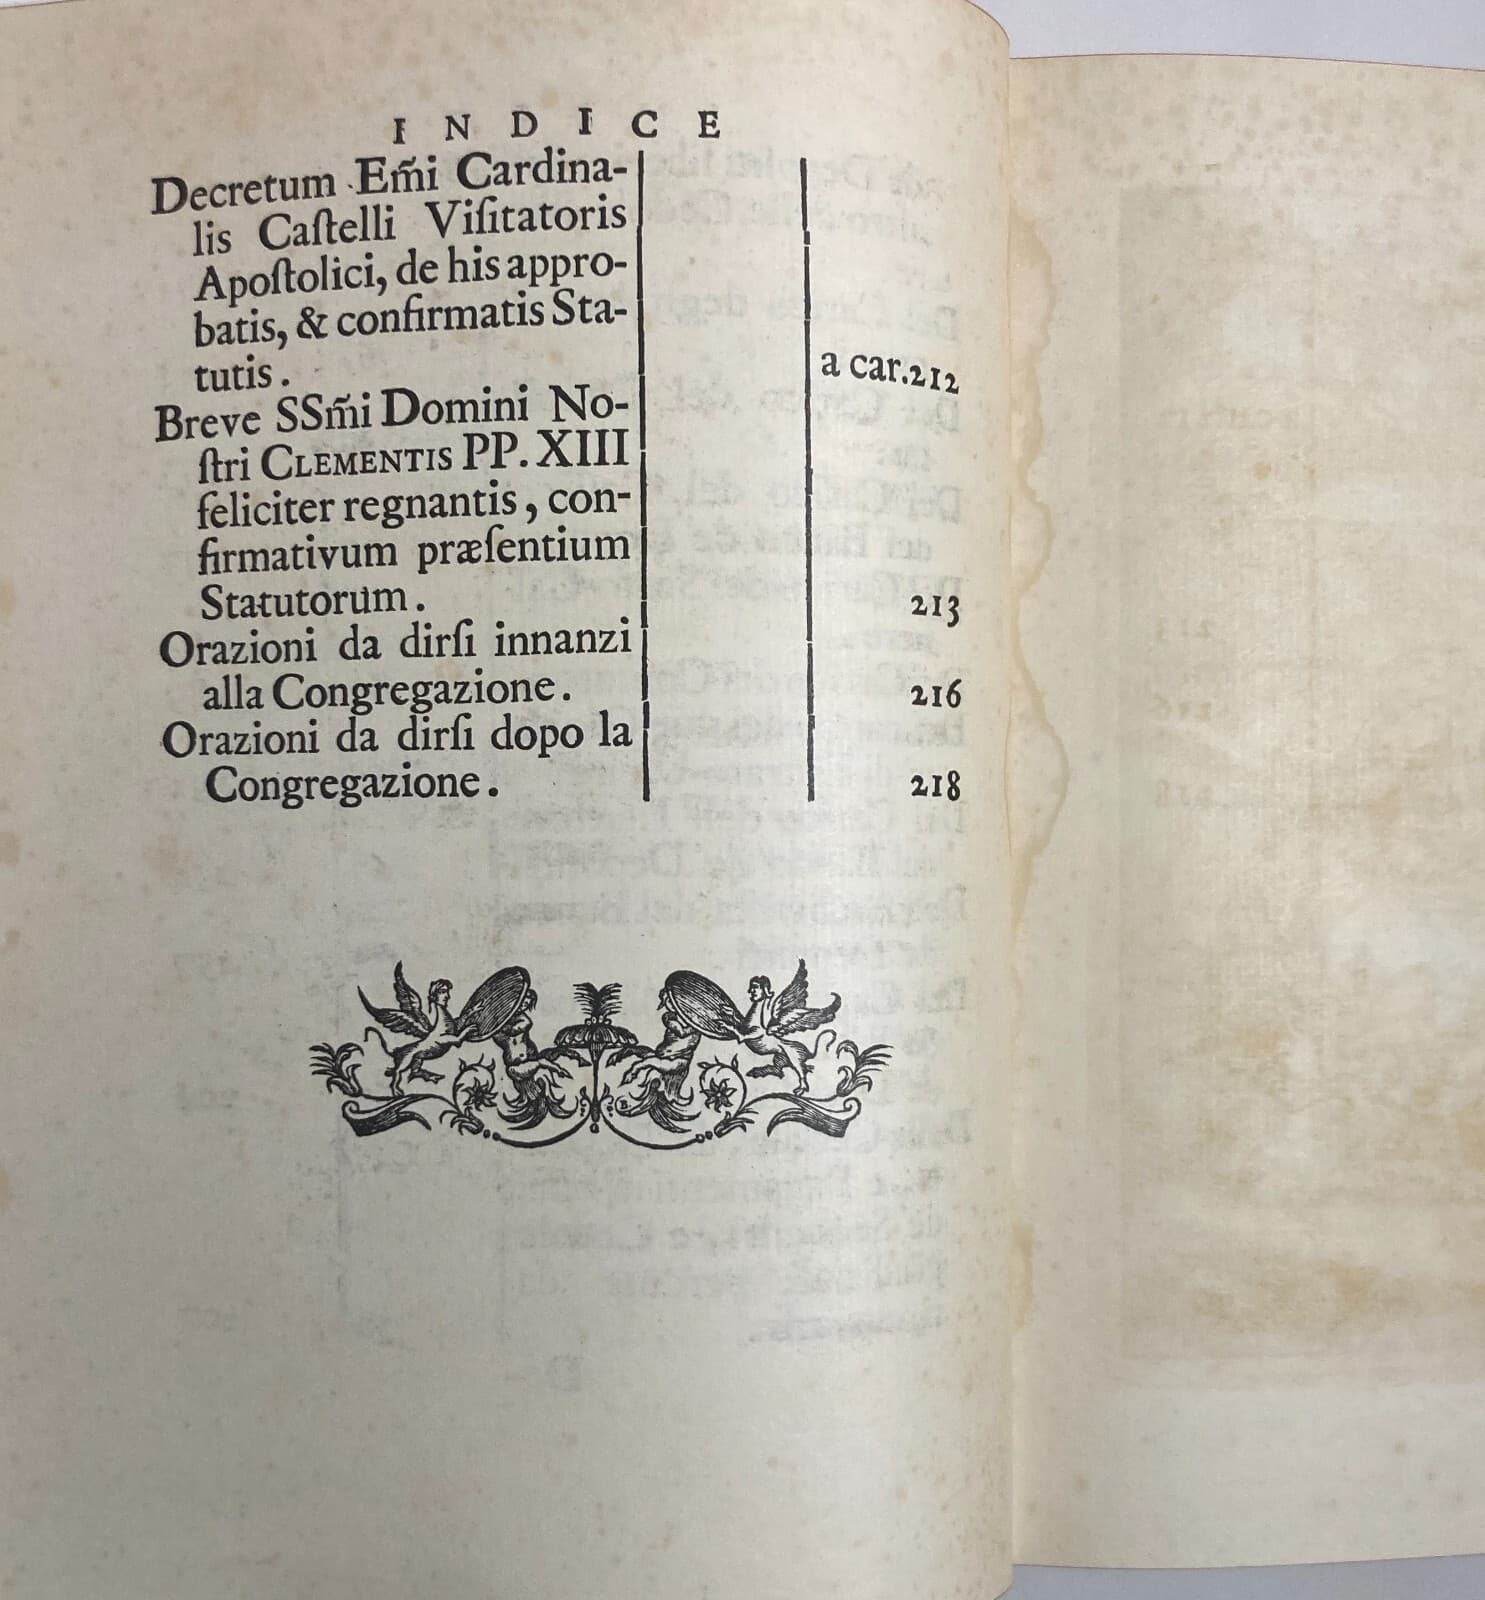 INDICE
Decretum Em̃i Cardina-
lis Caſtelli Viſitatoris
Apoſtolici, de his appro-
batis, & confirmatis Sta-
tutis. a car. 212
Breve SSm̃i Domini No-
ſtri CLEMENTIS PP. XIII
feliciter regnantis, con-
firmativum præſentium
Statutorum. 213
Orazioni da dirſi innanzi
alla Congregazione. 216
Orazioni da dirſi dopo la
Congregazione. 218